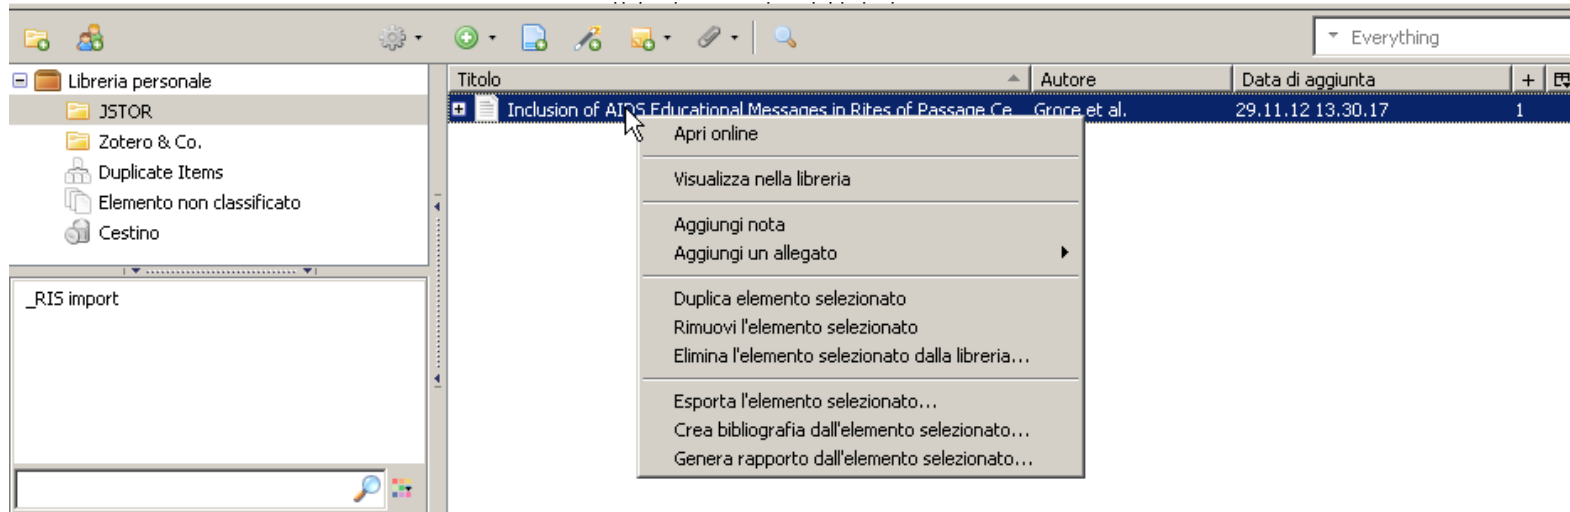 Everything
Libreria personale
JSTOR
Zotero & Co.
Duplicate Items
Elemento non classificato
Cestino
_RIS import
Titolo Autore Data di aggiunta +
Inclusion of AIDS Educational Messages in Rites of Passage Ce... Groce et al. 29.11.12 13.30.17 1
Apri online
Visualizza nella libreria
Aggiungi nota
Aggiungi un allegato
Duplica elemento selezionato
Rimuovi l'elemento selezionato
Elimina l'elemento selezionato dalla libreria...
Esporta l'elemento selezionato...
Crea bibliografia dall'elemento selezionato...
Genera rapporto dall'elemento selezionato...